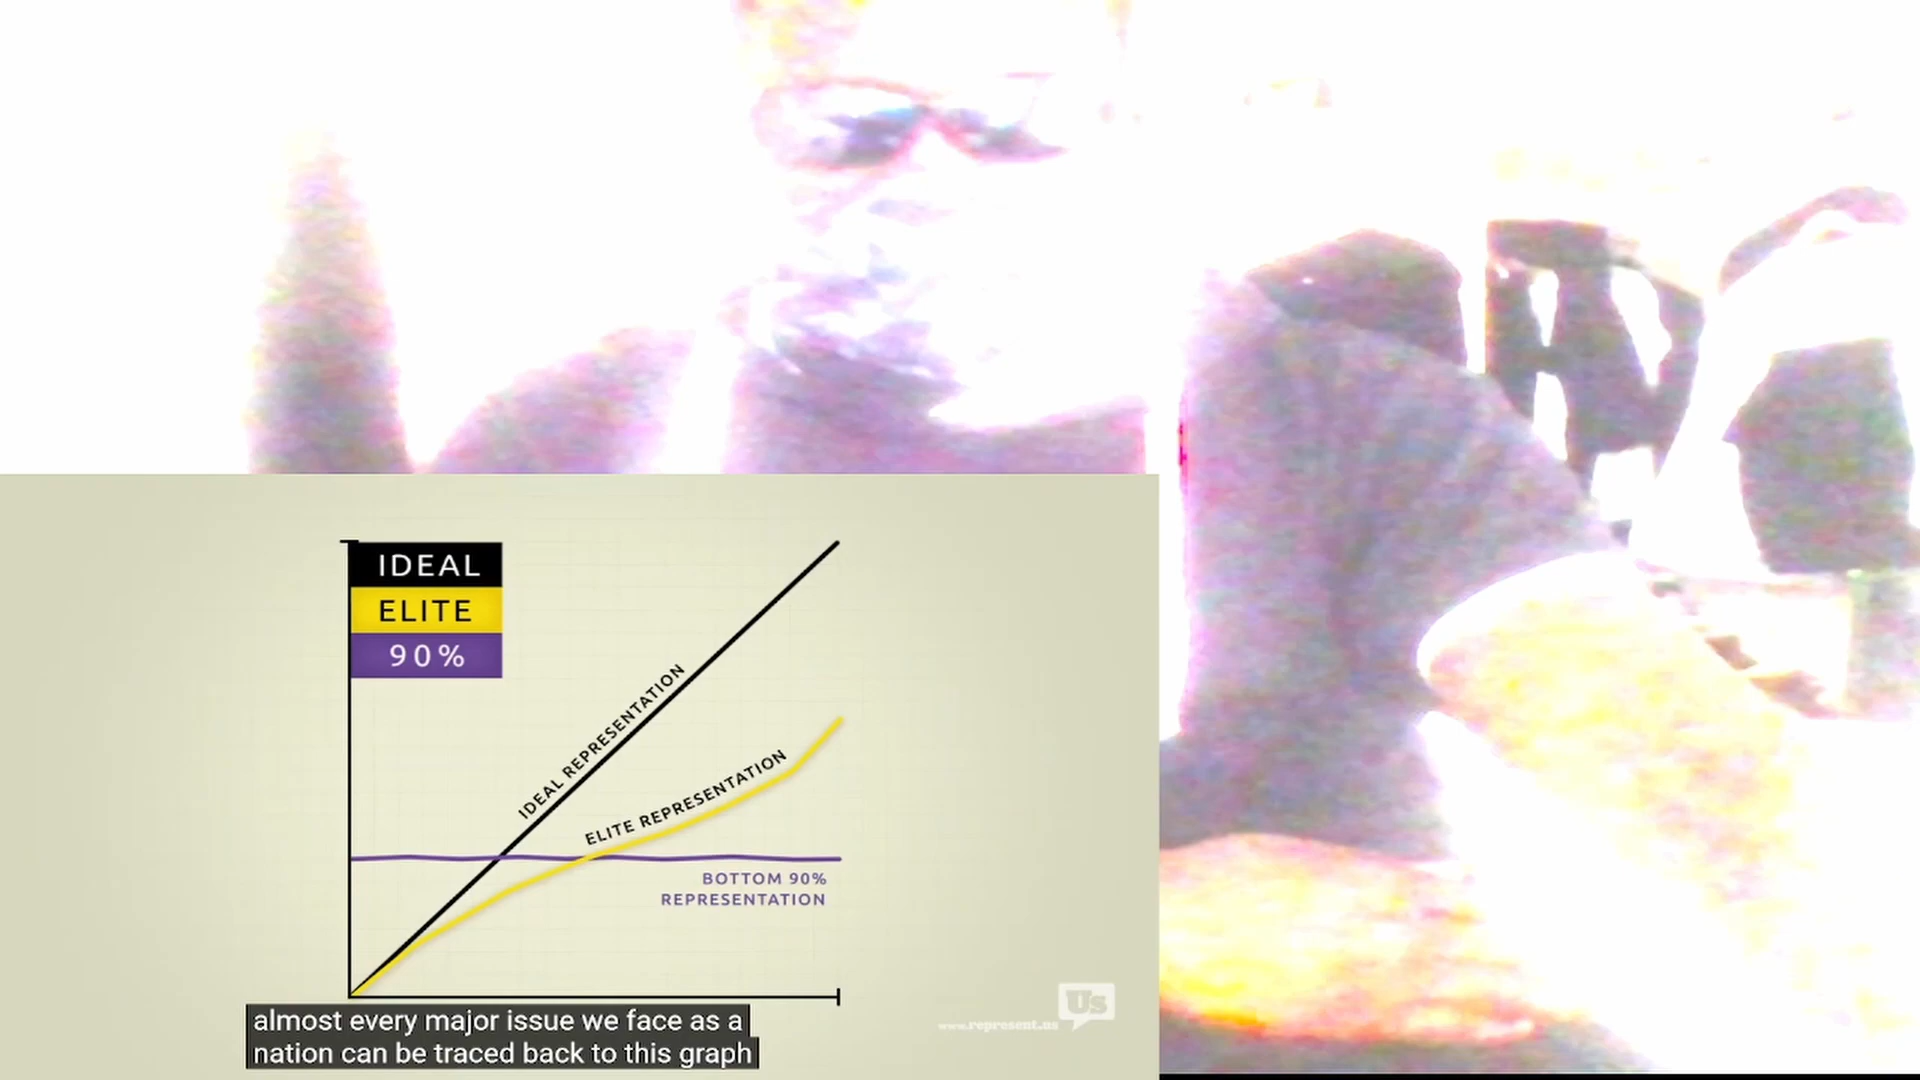 IDEAL
ELITE
90%
IDEAL REPRESENTATION
ELITE REPRESENTATION
BOTTOM 90%
REPRESENTATION
Us
www.represent.us
almost every major issue we face as a
nation can be traced back to this graph